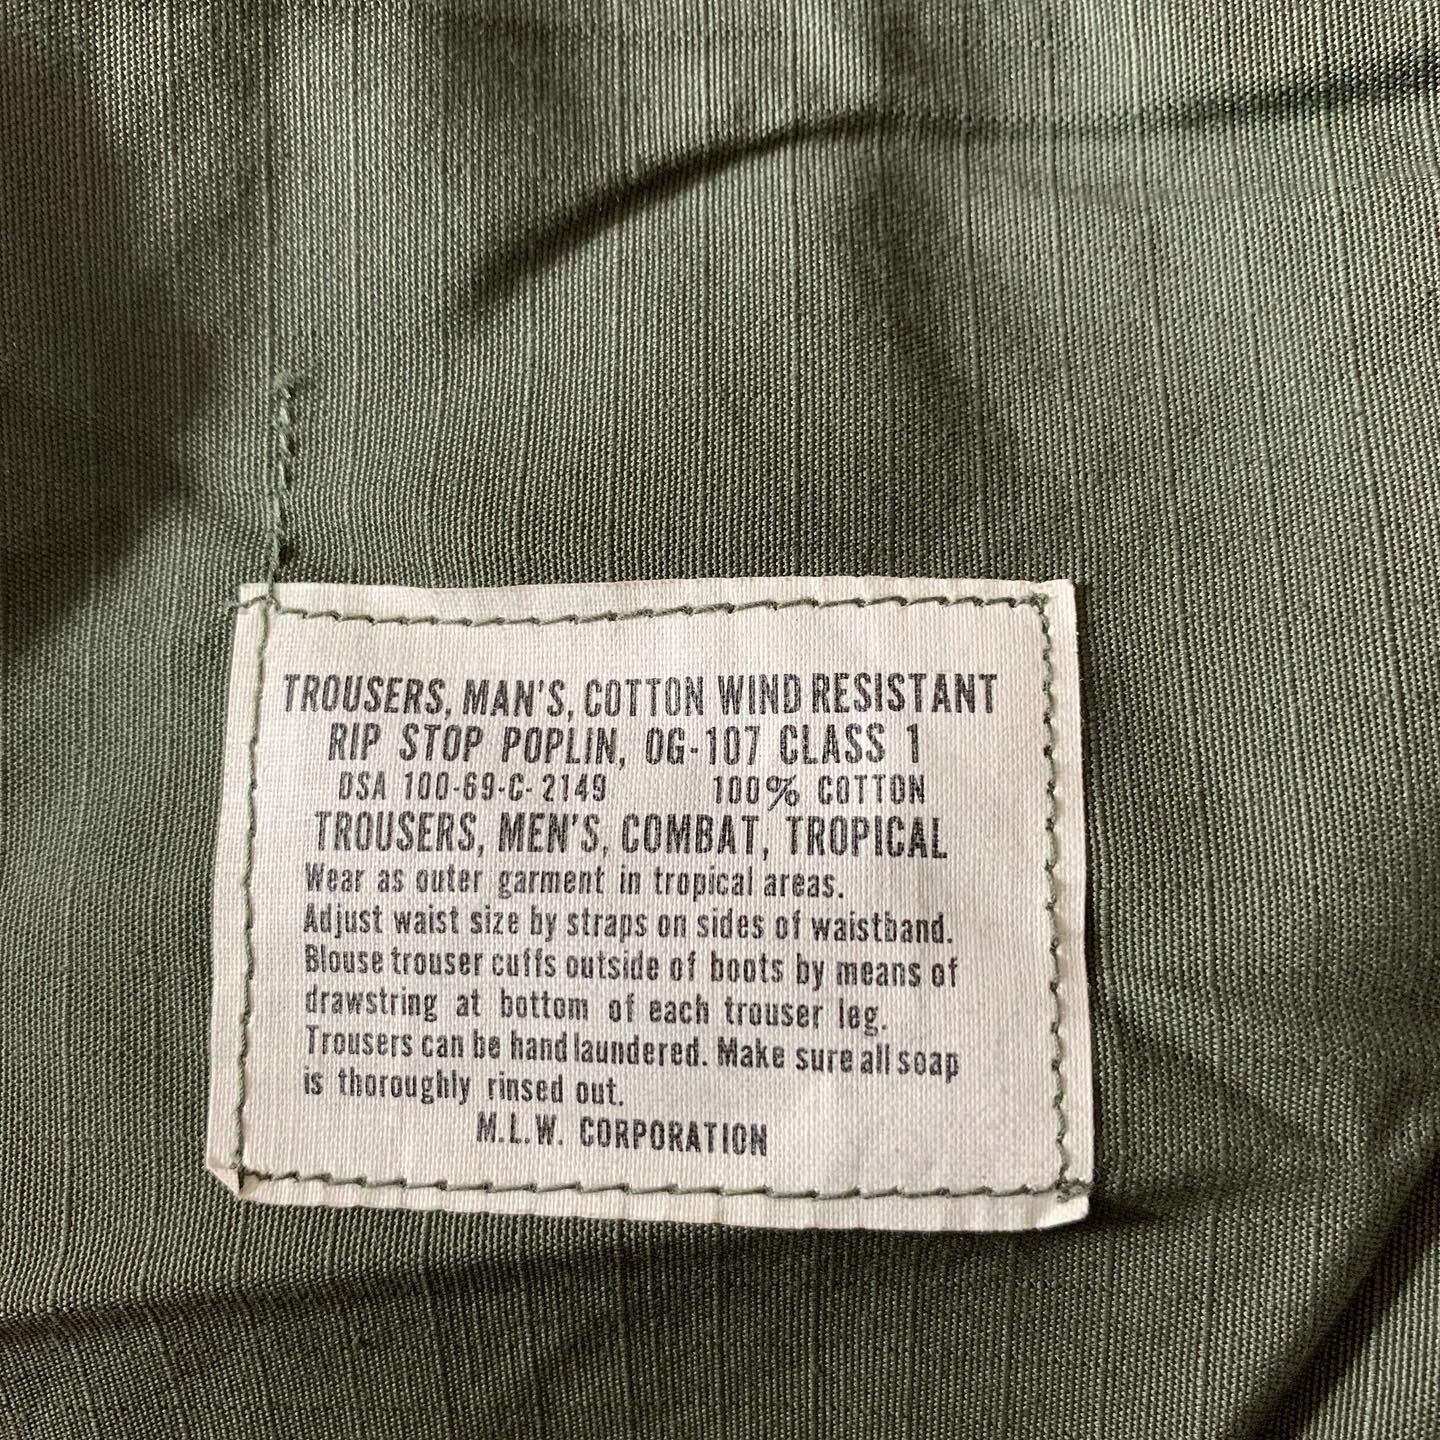 TROUSERS, MAN'S, COTTON WIND RESISTANT
RIP STOP POPLIN, OG-107 CLASS 1
DSA 100-69-C-2149 100% COTTON
TROUSERS, MEN'S, COMBAT, TROPICAL
Wear as outer garment in tropical areas.
Adjust waist size by straps on sides of waistband.
Blouse trouser cuffs outside of boots by means of
drawstring at bottom of each trouser leg.
Trousers can be hand laundered. Make sure all soap
is thoroughly rinsed out.
M.L.W. CORPORATION